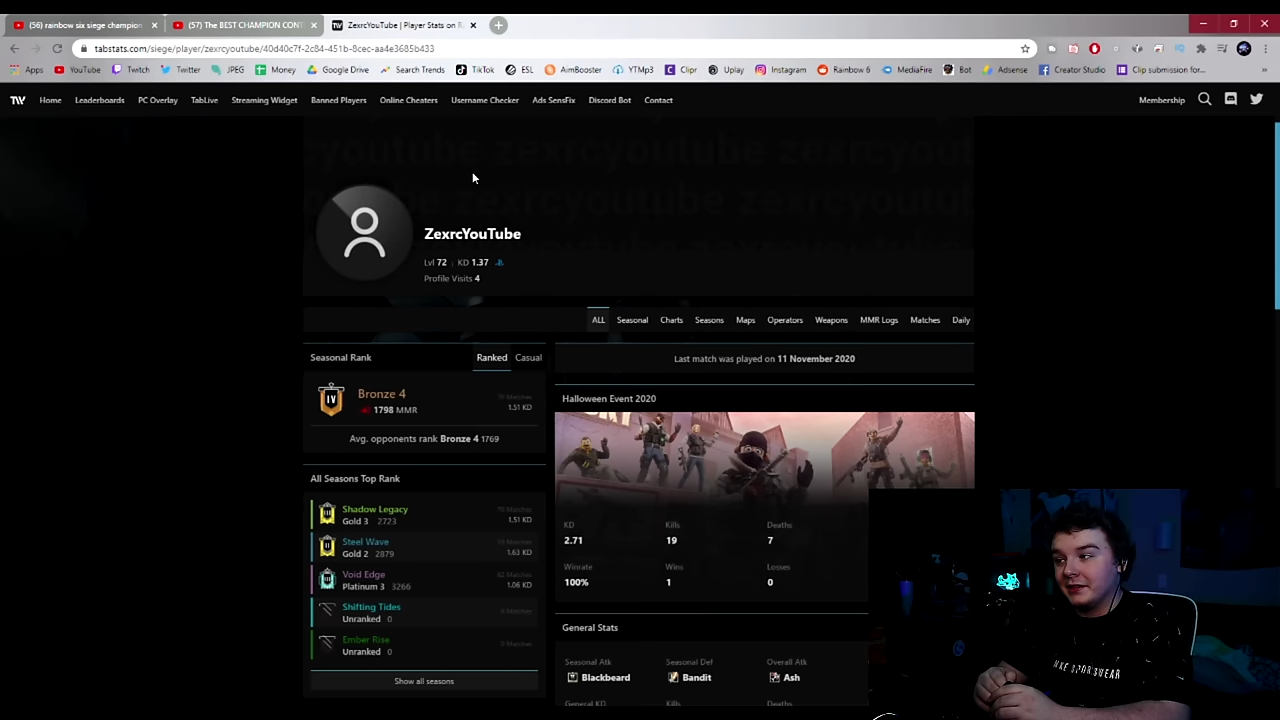 (56) rainbow six siege champion
(57) The BEST CHAMPION CON
ZexrcYouTube | Player Stats on R
tabstats.com/siege/player/zexrcyoutube/40d40c7f-2c84-451b-8cec-aa4e3685b433
Apps YouTube Twitch Twitter JPEG Money Google Drive Search Trends TikTok ESL AimBooster YTMp3 Clipr Uplay Instagram Rainbow 6 MediaFire Bot Adsense Creator Studio Clip submission for...
Home Leaderboards PC Overlay TabLive Streaming Widget Banned Players Online Cheaters Username Checker Ads SensFix Discord Bot Contact Membership
cyoutube zexrcyoutube zexrcyout
zexrcyoutube zexrcyoutube
ZexrcYouTube
Lvl 72 KD 1.37
Profile Visits 4
ALL Seasonal Charts Seasons Maps Operators Weapons MMR Logs Matches Daily
Seasonal Rank Ranked Casual
Bronze 4
1798 MMR 1.51 KD
Avg. opponents rank Bronze 4 1769
All Seasons Top Rank
Shadow Legacy
Gold 3 2723 1.51 KD
Steel Wave
Gold 2 2879 1.63 KD
Void Edge
Platinum 3 3266 1.06 KD
Shifting Tides
Unranked 0
Ember Rise
Unranked 0
Show all seasons
Last match was played on 11 November 2020
Halloween Event 2020
KD Kills Deaths
2.71 19 7
Winrate Wins Losses
100% 1 0
General Stats
Seasonal Atk Seasonal Def Overall Atk
Blackbeard Bandit Ash
General KD Kills Deaths